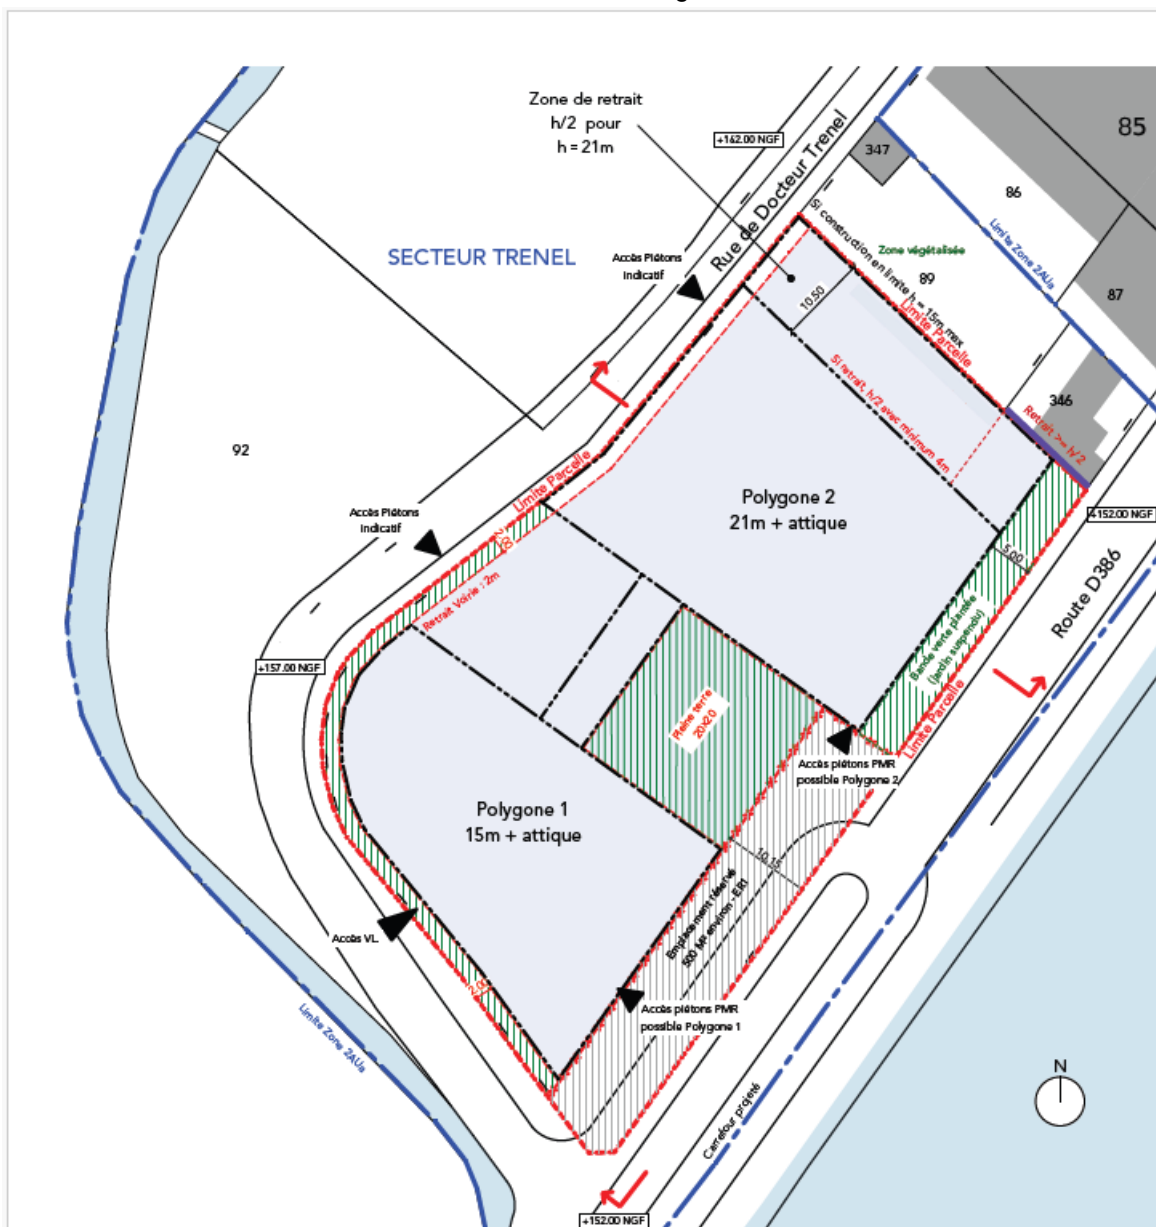 Zone de retrait
h/2 pour
h = 21m
+162.00 NGF
Rue de Docteur Trenel
347
85
86
Limite Zone 2AUa
SECTEUR TRENEL
Accès Piétons
Indicatif
Si construction en limite h = 15m max
Zone végétalisée
89
87
10.50
Limite Parcelle
Si retrait, h/2 avec minimum 4m
346
Retrait >= h/2
92
Limite Parcelle
Accès Piétons
Indicatif
Polygone 2
21m + attique
+152.00 NGF
5.00
Route D386
Retrait Voirie : 2m
Bande verte plantée
(jardin suspendu)
+157.00 NGF
Limite Parcelle
Pleine terre
20x20
Accès piétons PMR
possible Polygone 2
Polygone 1
15m + attique
10.15
Emplacement réservé
500 M² environ - ER1
Accès VL
Accès piétons PMR
possible Polygone 1
Limite Zone 2AUa
N
Carrefour projeté
+152.00 NGF